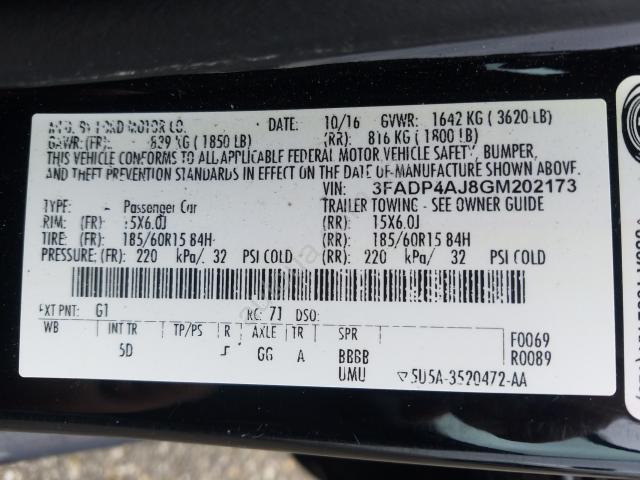 MFD. BY FORD MOTOR CO.
DATE: 10/16 GVWR: 1642 KG ( 3620 LB)
GAWR: (FR): 839 KG ( 1850 LB) (RR): 816 KG ( 1800 LB)
THIS VEHICLE CONFORMS TO ALL APPLICABLE FEDERAL MOTOR VEHICLE SAFETY, BUMPER,
AND THEFT PREVENTION STANDARDS IN EFFECT ON THE DATE OF MANUFACTURE SHOWN ABOVE.
VIN: 3FADP4AJ8GM202173
TYPE: - Passenger Car TRAILER TOWING - SEE OWNER GUIDE
RIM: (FR): 15X6.0J (RR): 15X6.0J
TIRE: (FR): 185/60R15 84H (RR): 185/60R15 84H
PRESSURE: (FR): 220 kPa/ 32 PSI COLD (RR): 220 kPa/ 32 PSI COLD
EXT PNT: G1 RC: 71 DSO:
WB INT TR TP/PS R AXLE TR SPR
5D GG A BBBB
UMU
F0069
R0089
5U5A-3520472-AA